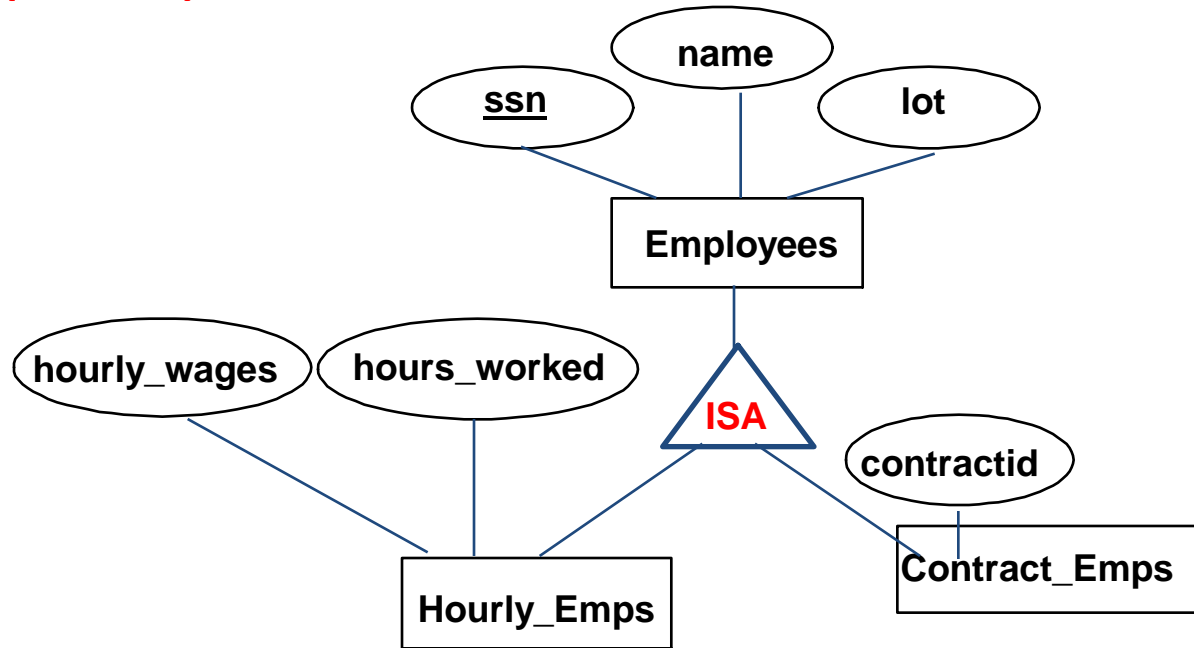 name
ssn
lot
Employees
hourly_wages
hours_worked
ISA
contractid
Contract_Emps
Hourly_Emps